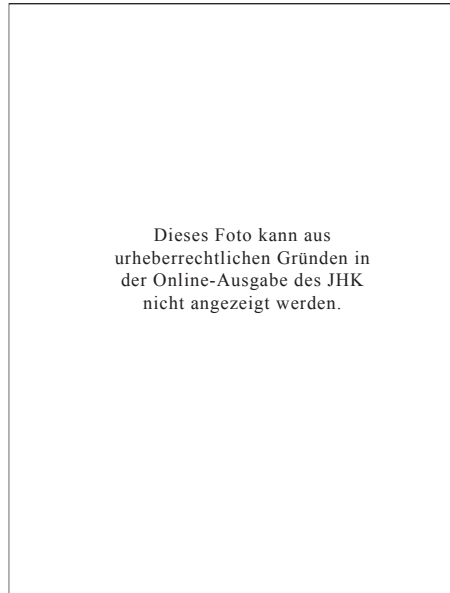 Dieses Foto kann aus
urheberrechtlichen Gründen in
der Online-Ausgabe des JHK
nicht angezeigt werden.